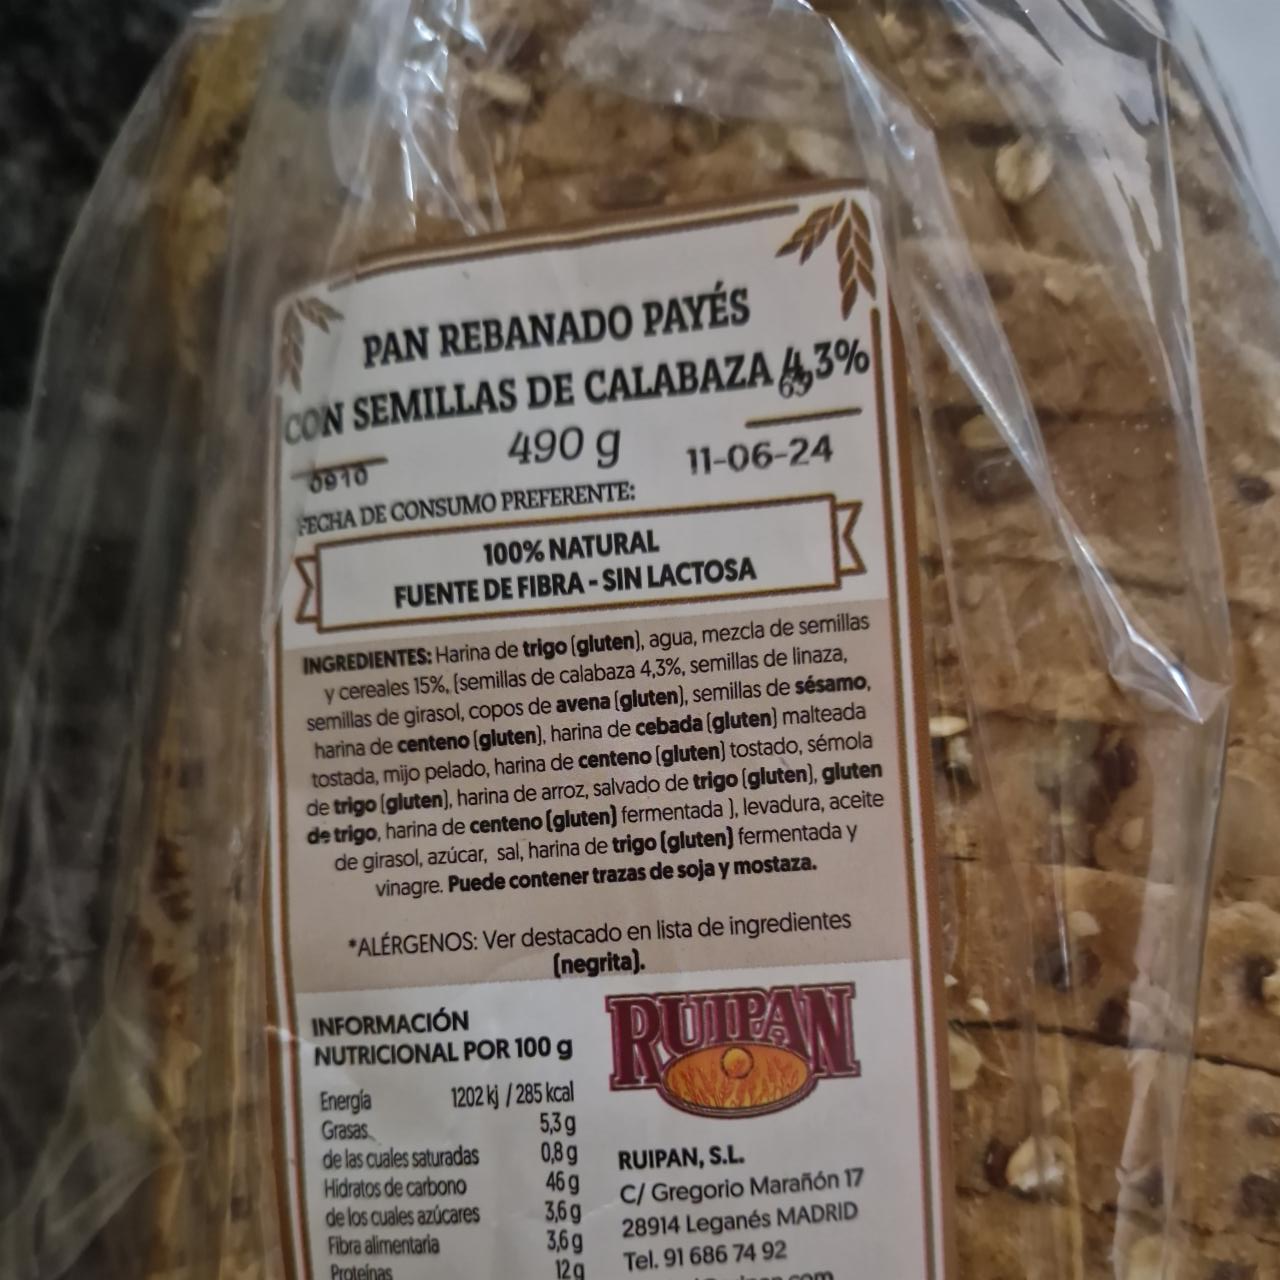 PAN REBANADO PAYÉS
CON SEMILLAS DE CALABAZA 4,3%
490 g
0910
11-06-24
FECHA DE CONSUMO PREFERENTE:
100% NATURAL
FUENTE DE FIBRA - SIN LACTOSA
INGREDIENTES: Harina de trigo (gluten), agua, mezcla de semillas
y cereales 15%, (semillas de calabaza 4,3%, semillas de linaza,
semillas de girasol, copos de avena (gluten), semillas de sésamo,
harina de centeno (gluten), harina de cebada (gluten) malteada
tostada, mijo pelado, harina de centeno (gluten) tostado, sémola
de trigo (gluten), harina de arroz, salvado de trigo (gluten), gluten
de trigo, harina de centeno (gluten) fermentada ), levadura, aceite
de girasol, azúcar, sal, harina de trigo (gluten) fermentada y
vinagre. Puede contener trazas de soja y mostaza.
*ALÉRGENOS: Ver destacado en lista de ingredientes
(negrita).
INFORMACIÓN
NUTRICIONAL POR 100 g
Energía 1202 kj / 285 kcal
Grasas 5,3 g
de las cuales saturadas 0,8 g
Hidratos de carbono 46 g
de los cuales azúcares 3,6 g
Fibra alimentaria 3,6 g
Proteínas 12 g
RUIPAN
RUIPAN, S.L.
C/ Gregorio Marañón 17
28914 Leganés MADRID
Tel. 91 686 74 92